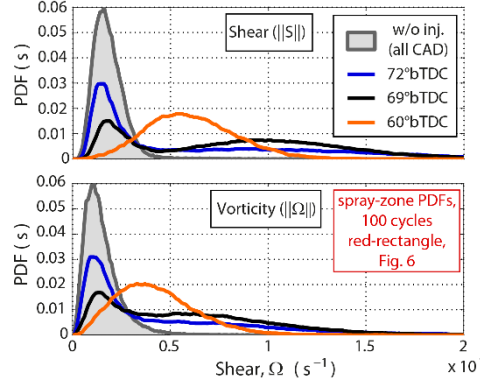 0.06
0.05
0.04
0.03
0.02
0.01
0
PDF (s)
Shear (||S||)
w/o inj.
(all CAD)
72°bTDC
69°bTDC
60°bTDC
0.06
0.05
0.04
0.03
0.02
0.01
0
PDF (s)
Vorticity (||Ω||)
spray-zone PDFs,
100 cycles
red-rectangle,
Fig. 6
0 0.5 1 1.5 2
Shear, Ω (s⁻¹)
x 10